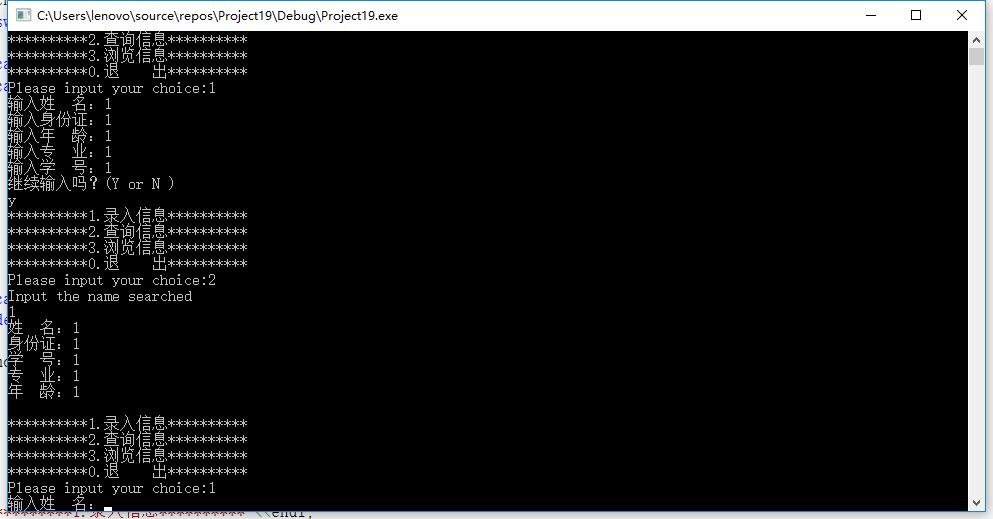 C:\Users\lenovo\source\repos\Project19\Debug\Project19.exe
**********2.查询信息**********
**********3.浏览信息**********
**********0.退    出**********
Please input your choice:1
输入姓  名：1
输入身份证：1
输入年  龄：1
输入专  业：1
输入学  号：1
继续输入吗？(Y or N )
y
**********1.录入信息**********
**********2.查询信息**********
**********3.浏览信息**********
**********0.退    出**********
Please input your choice:2
Input the name searched
1
姓  名：1
身份证：1
学  号：1
专  业：1
年  龄：1
**********1.录入信息**********
**********2.查询信息**********
**********3.浏览信息**********
**********0.退    出**********
Please input your choice:1
输入姓  名：